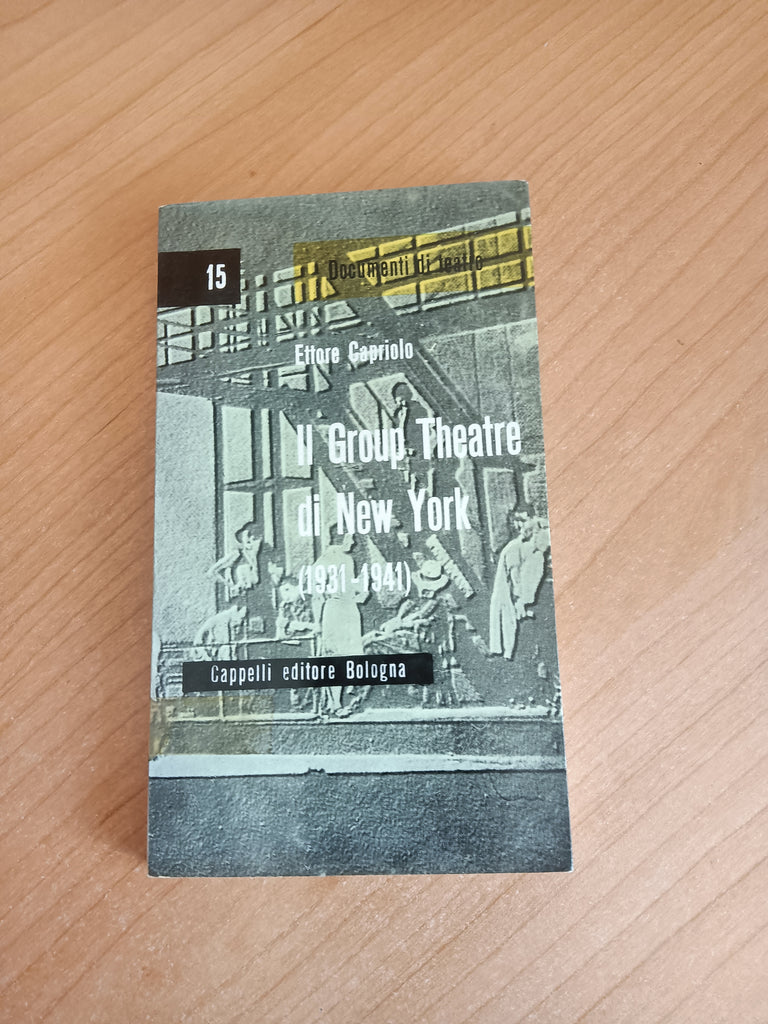 15
Documenti di teatro
Ettore Capriolo
Il Group Theatre
di New York
(1931-1941)
Cappelli editore Bologna